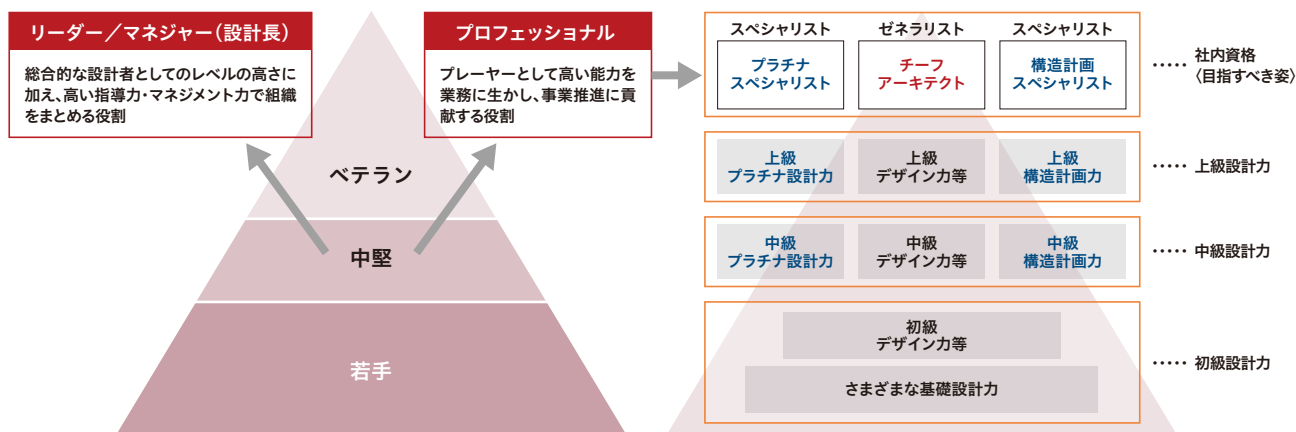 リーダー／マネジャー（設計長）
総合的な設計者としてのレベルの高さに
加え、高い指導力・マネジメント力で組織
をまとめる役割
プロフェッショナル
プレーヤーとして高い能力を
業務に生かし、事業推進に貢
献する役割
ベテラン
中堅
若手
スペシャリスト
ゼネラリスト
スペシャリスト
プラチナ
スペシャリスト
チーフ
アーキテクト
構造計画
スペシャリスト
····· 社内資格
〈目指すべき姿〉
上級
プラチナ設計力
上級
デザイン力等
上級
構造計画力
····· 上級設計力
中級
プラチナ設計力
中級
デザイン力等
中級
構造計画力
····· 中級設計力
初級
デザイン力等
さまざまな基礎設計力
····· 初級設計力